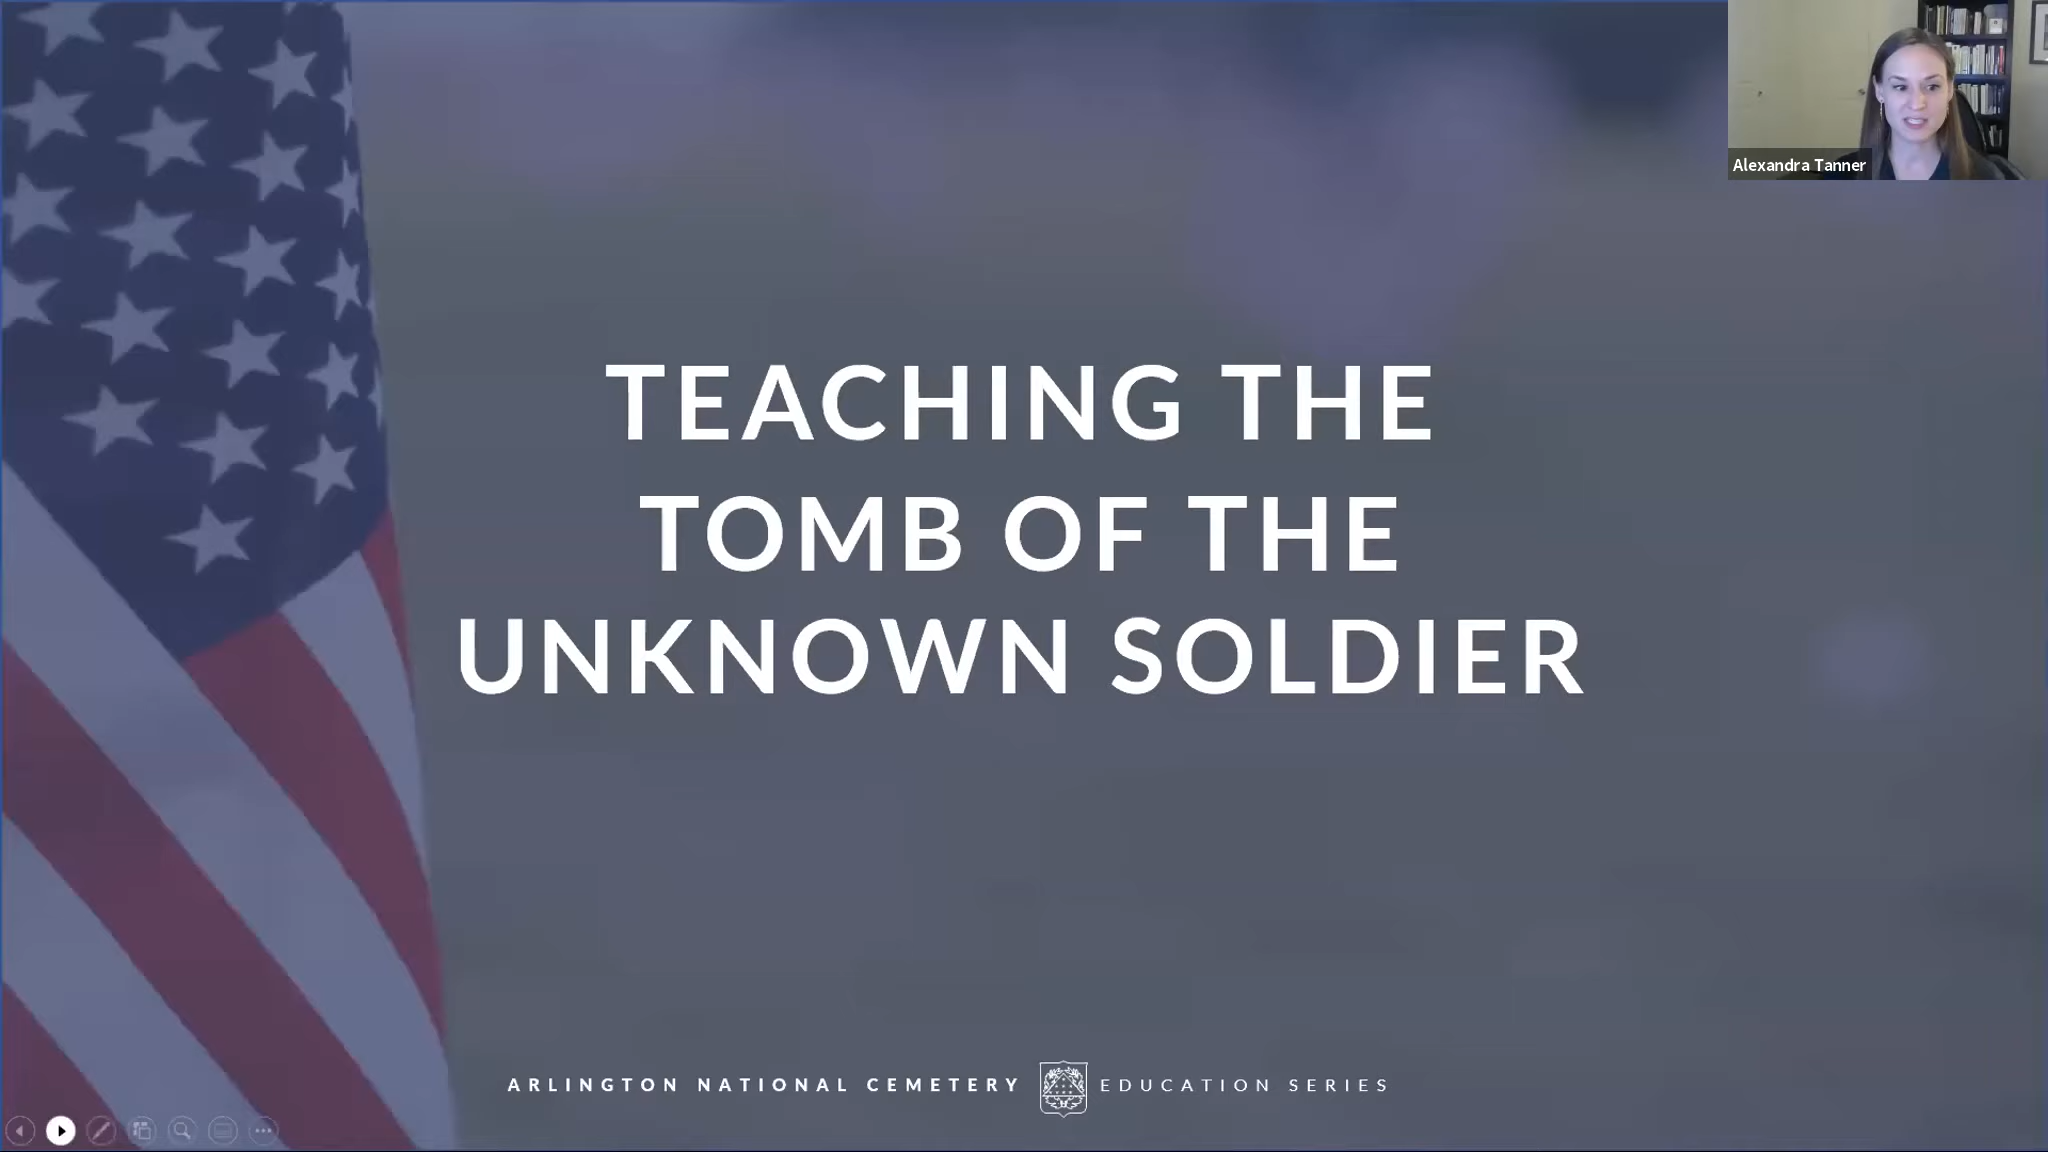 Alexandra Tanner
TEACHING THE
TOMB OF THE
UNKNOWN SOLDIER
ARLINGTON NATIONAL CEMETERY EDUCATION SERIES